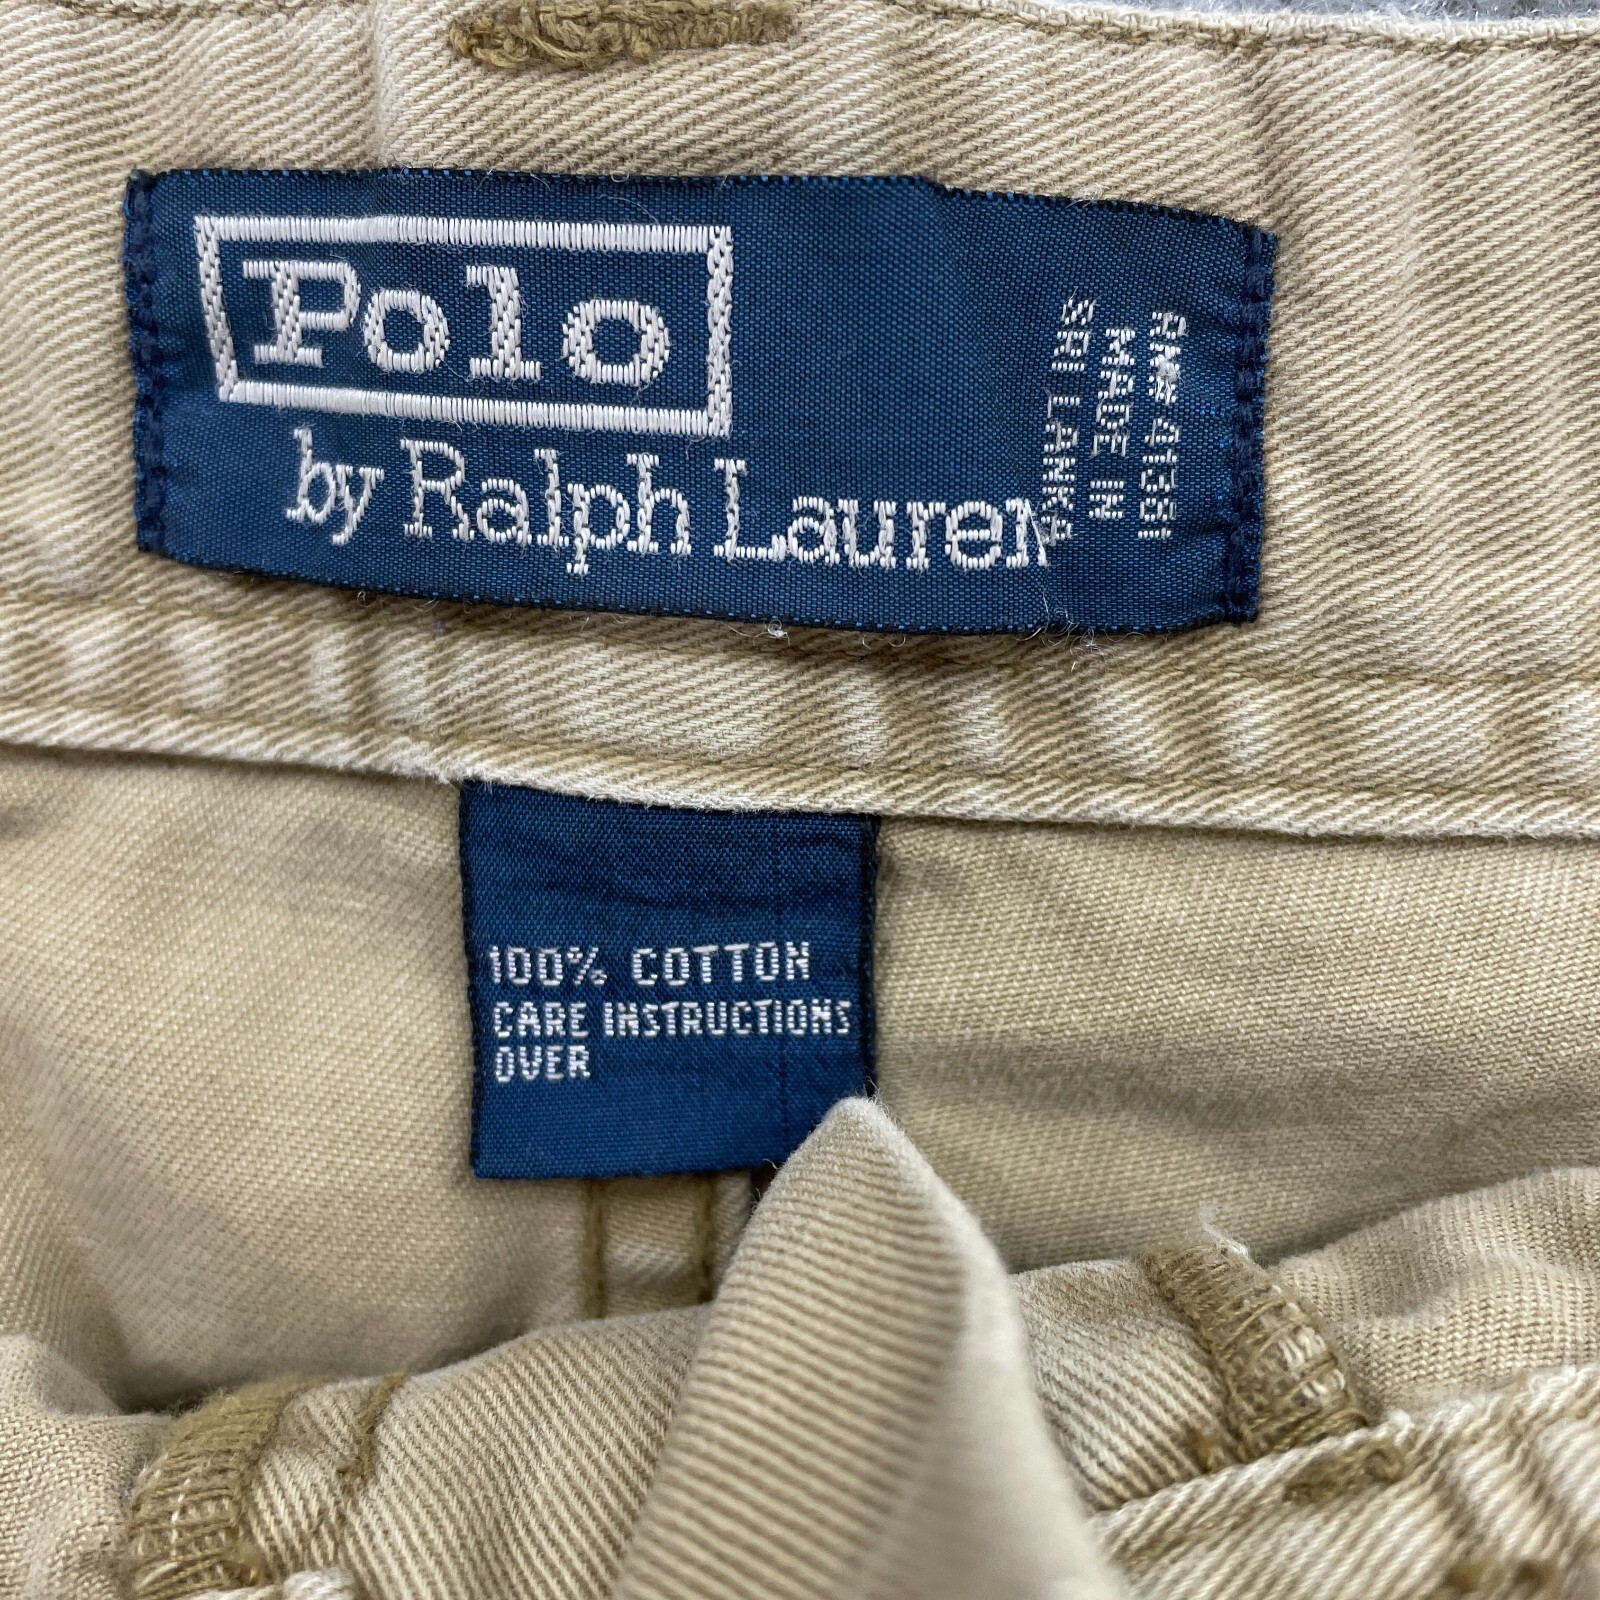 Polo
by Ralph Lauren
RN# 41381
MADE IN
SRI LANKA
100% COTTON
CARE INSTRUCTIONS
OVER